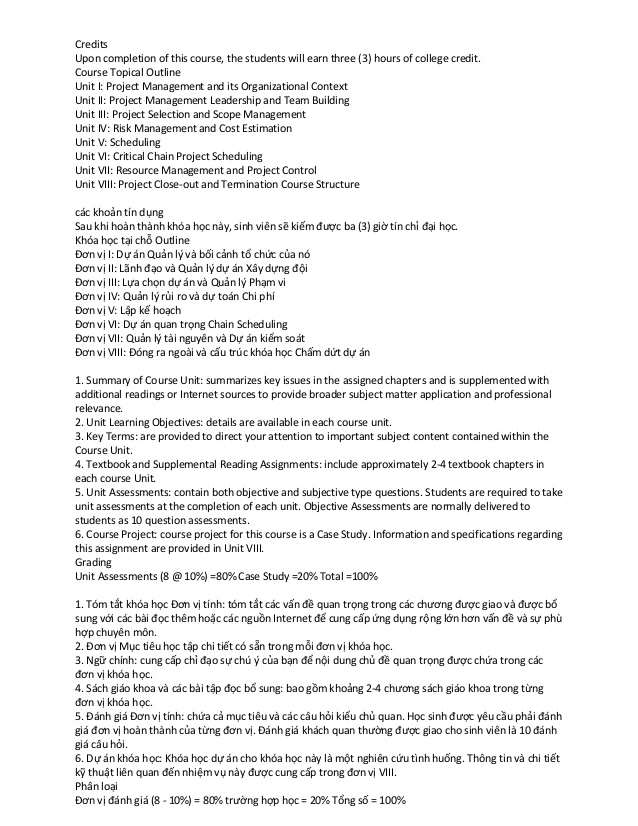 Credits
Upon completion of this course, the students will earn three (3) hours of college credit.
Course Topical Outline
Unit I: Project Management and its Organizational Context
Unit II: Project Management Leadership and Team Building
Unit III: Project Selection and Scope Management
Unit IV: Risk Management and Cost Estimation
Unit V: Scheduling
Unit VI: Critical Chain Project Scheduling
Unit VII: Resource Management and Project Control
Unit VIII: Project Close-out and Termination Course Structure
các khoản tín dụng
Sau khi hoàn thành khóa học này, sinh viên sẽ kiếm được ba (3) giờ tín chỉ đại học.
Khóa học tại chỗ Outline
Đơn vị I: Dự án Quản lý và bối cảnh tổ chức của nó
Đơn vị II: Lãnh đạo và Quản lý dự án Xây dựng đội
Đơn vị III: Lựa chọn dự án và Quản lý Phạm vi
Đơn vị IV: Quản lý rủi ro và dự toán Chi phí
Đơn vị V: Lập kế hoạch
Đơn vị VI: Dự án quan trọng Chain Scheduling
Đơn vị VII: Quản lý tài nguyên và Dự án kiểm soát
Đơn vị VIII: Đóng ra ngoài và cấu trúc khóa học Chấm dứt dự án
1. Summary of Course Unit: summarizes key issues in the assigned chapters and is supplemented with
additional readings or Internet sources to provide broader subject matter application and professional
relevance.
2. Unit Learning Objectives: details are available in each course unit.
3. Key Terms: are provided to direct your attention to important subject content contained within the
Course Unit.
4. Textbook and Supplemental Reading Assignments: include approximately 2-4 textbook chapters in
each course Unit.
5. Unit Assessments: contain both objective and subjective type questions. Students are required to take
unit assessments at the completion of each unit. Objective Assessments are normally delivered to
students as 10 question assessments.
6. Course Project: course project for this course is a Case Study. Information and specifications regarding
this assignment are provided in Unit VIII.
Grading
Unit Assessments (8 @ 10%) =80% Case Study =20% Total =100%
1. Tóm tắt khóa học Đơn vị tính: tóm tắt các vấn đề quan trọng trong các chương được giao và được bổ
sung với các bài đọc thêm hoặc các nguồn Internet để cung cấp ứng dụng rộng lớn hơn vấn đề và sự phù
hợp chuyên môn.
2. Đơn vị Mục tiêu học tập chi tiết có sẵn trong mỗi đơn vị khóa học.
3. Ngữ chính: cung cấp chỉ đạo sự chú ý của bạn để nội dung chủ đề quan trọng được chứa trong các
đơn vị khóa học.
4. Sách giáo khoa và các bài tập đọc bổ sung: bao gồm khoảng 2-4 chương sách giáo khoa trong từng
đơn vị khóa học.
5. Đánh giá Đơn vị tính: chứa cả mục tiêu và các câu hỏi kiểu chủ quan. Học sinh được yêu cầu phải đánh
giá đơn vị hoàn thành của từng đơn vị. Đánh giá khách quan thường được giao cho sinh viên là 10 đánh
giá câu hỏi.
6. Dự án khóa học: Khóa học dự án cho khóa học này là một nghiên cứu tình huống. Thông tin và chi tiết
kỹ thuật liên quan đến nhiệm vụ này được cung cấp trong đơn vị VIII.
Phân loại
Đơn vị đánh giá (8 - 10%) = 80% trường hợp học = 20% Tổng số = 100%